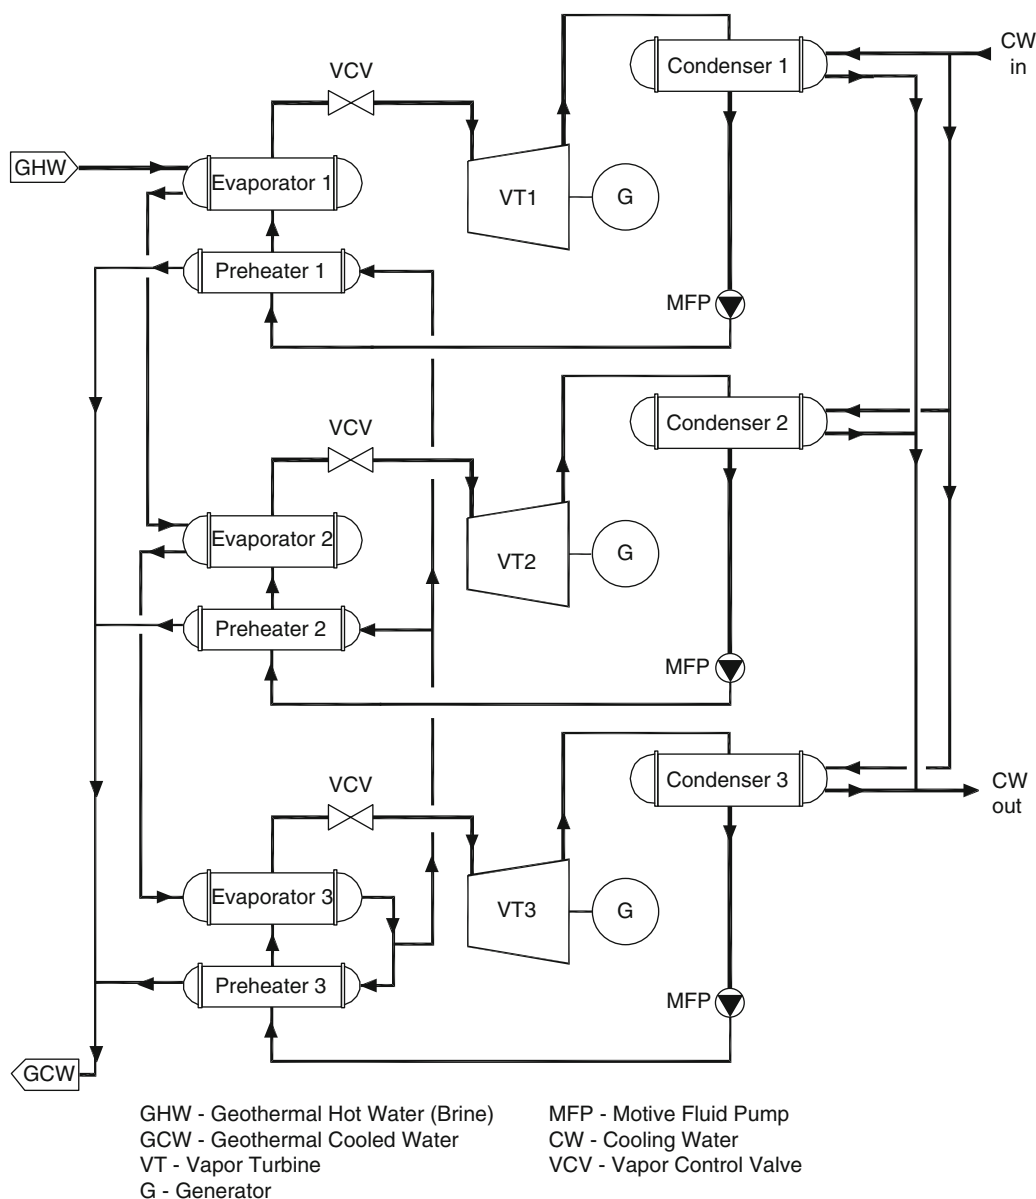 CW
in
Condenser 1
VCV
GHW
Evaporator 1
VT1
G
Preheater 1
MFP
Condenser 2
VCV
Evaporator 2
VT2
G
Preheater 2
MFP
Condenser 3
VCV
CW
out
Evaporator 3
VT3
G
Preheater 3
MFP
GCW
GHW - Geothermal Hot Water (Brine)
GCW - Geothermal Cooled Water
VT - Vapor Turbine
G - Generator
MFP - Motive Fluid Pump
CW - Cooling Water
VCV - Vapor Control Valve